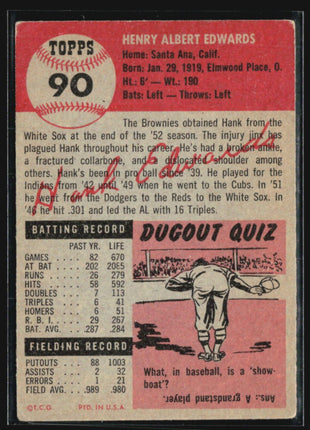 TOPPS
90
HENRY ALBERT EDWARDS
Home: Santa Ana, Calif.
Born: Jan. 29, 1919, Elmwood Place, O.
Ht.: 6' — Wt.: 190
Bats: Left — Throws: Left
The Brownies obtained Hank from the
White Sox at the end of the '52 season. The injury jinx has
plagued Hank throughout his career. He's had a broken ankle,
a fractured collarbone, and dislocated shoulder among
others. Hank's been in pro ball since '39. He played for the
Indians from '42 until '49 when he went to the Cubs. In '51
he went from the Dodgers to the Reds to the White Sox. In
'46 he hit .301 and led the AL with 16 Triples.
Hank Edwards
BATTING RECORD
PAST YR. LIFE
GAMES 82 670
AT BAT 202 2065
RUNS 26 279
HITS 58 592
DOUBLES 7 113
TRIPLES 6 41
HOMERS 6 51
R. B. I. 29 267
BAT. AVG. .287 .284
FIELDING RECORD
PUTOUTS 88 1003
ASSISTS 2 32
ERRORS 1 21
FIELD AVG. .989 .980
©T.C.G. PTD. IN U.S.A.
DUGOUT QUIZ
What, in baseball, is a 'show-
boat'?
Ans.: A grandstand player.